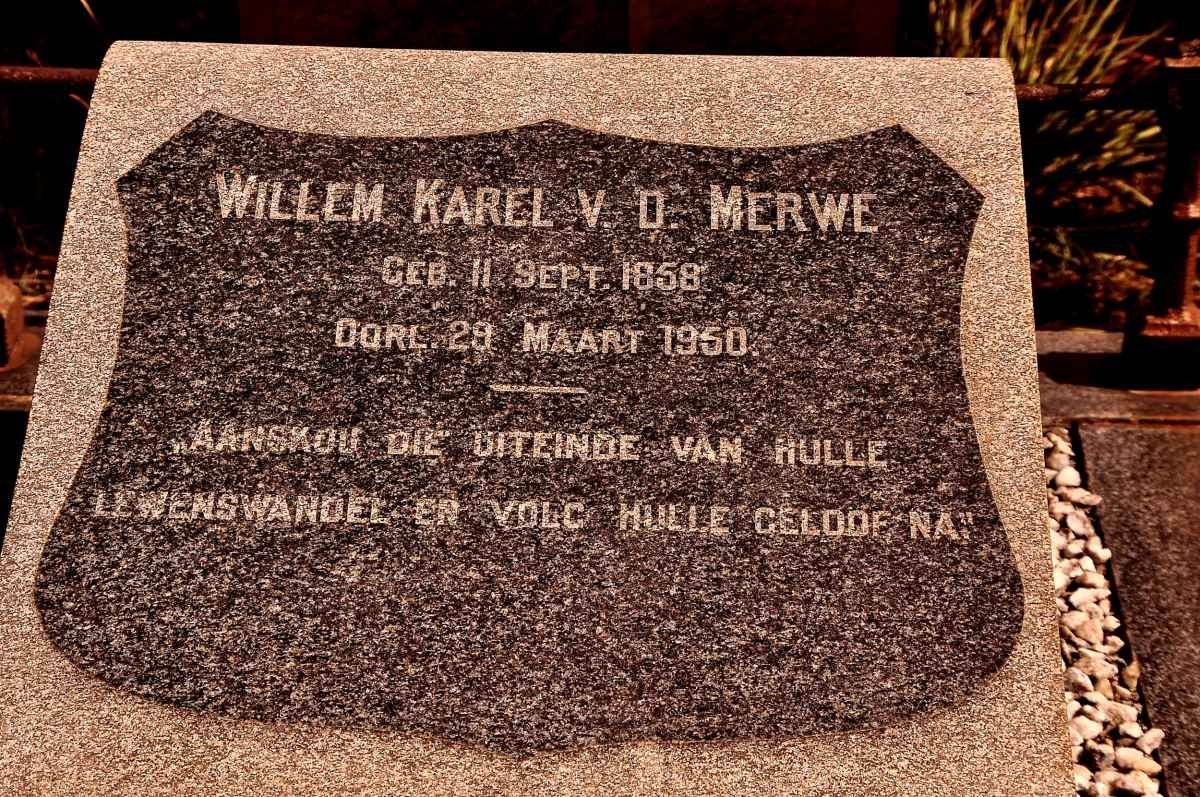 WILLEM KAREL V. D. MERWE
GEB. 11 SEPT. 1858
OORL. 29 MAART 1950.
„AANSKOU DIE UITEINDE VAN HULLE
LEWENSWANDEL EN VOLG HULLE GELOOF NA."